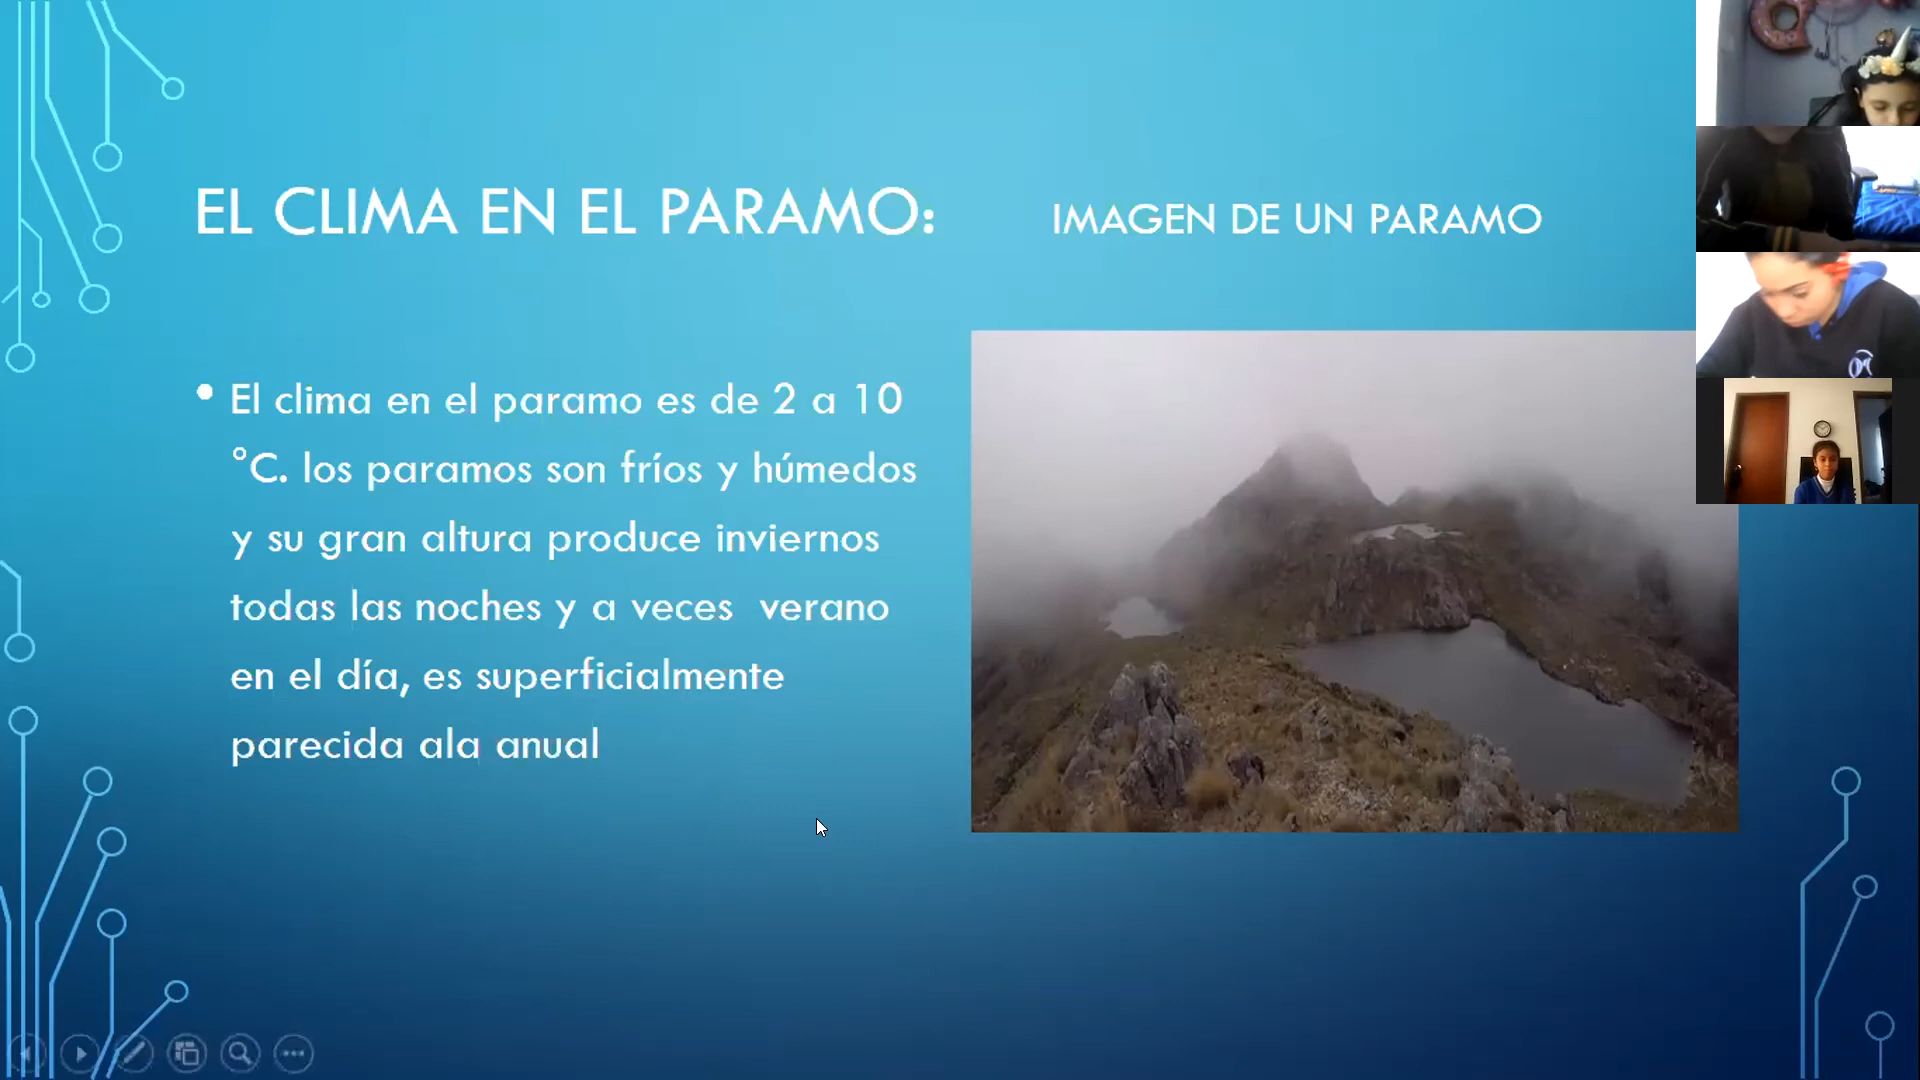 EL CLIMA EN EL PARAMO:
IMAGEN DE UN PARAMO
• El clima en el paramo es de 2 a 10
°C. los paramos son fríos y húmedos
y su gran altura produce inviernos
todas las noches y a veces verano
en el día, es superficialmente
parecida ala anual